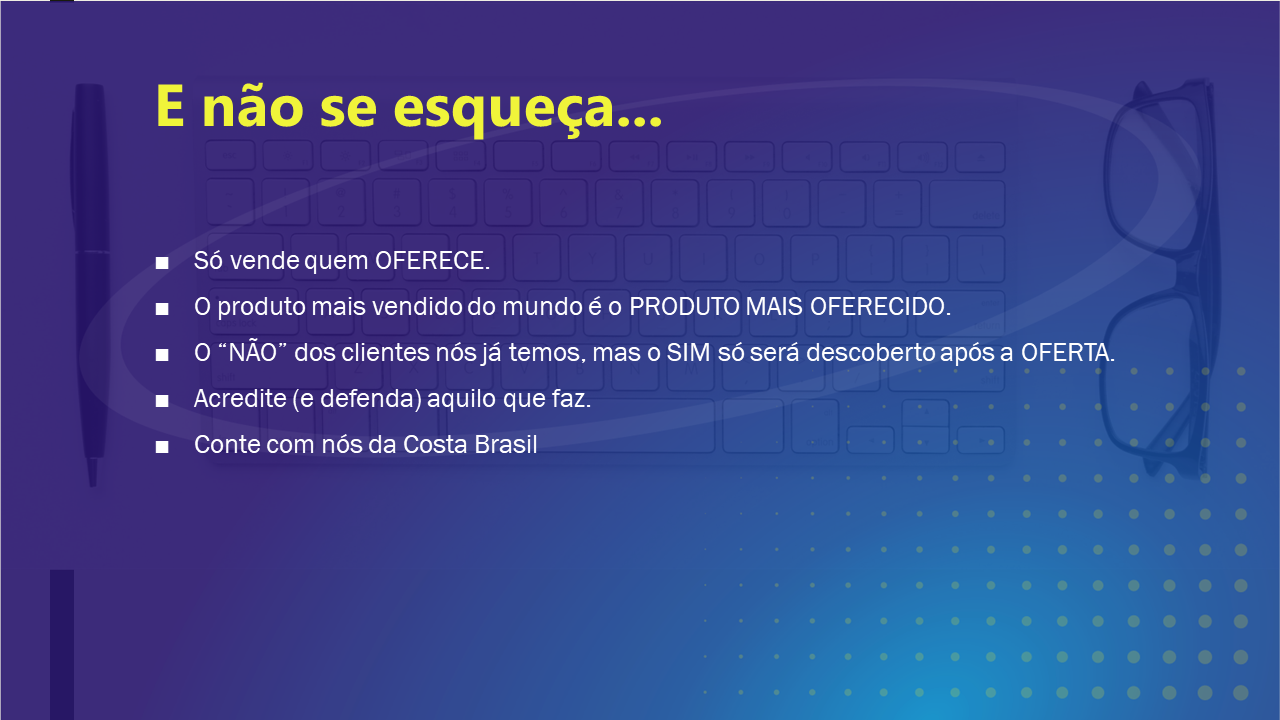 E não se esqueça...
■ Só vende quem OFERECE.
■ O produto mais vendido do mundo é o PRODUTO MAIS OFERECIDO.
■ O “NÃO” dos clientes nós já temos, mas o SIM só será descoberto após a OFERTA.
■ Acredite (e defenda) aquilo que faz.
■ Conte com nós da Costa Brasil